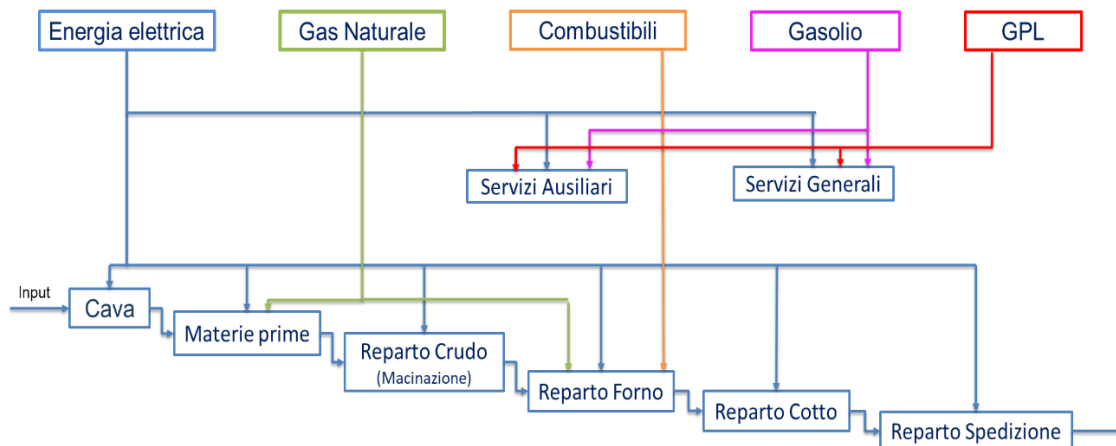 Energia elettrica
Gas Naturale
Combustibili
Gasolio
GPL
Servizi Ausiliari
Servizi Generali
Input
Cava
Materie prime
Reparto Crudo
(Macinazione)
Reparto Forno
Reparto Cotto
Reparto Spedizione